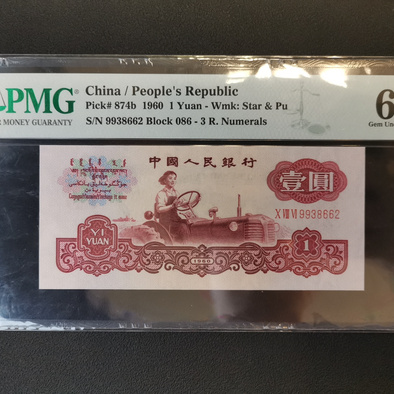 PMG
MONEY GUARANTY
China / People's Republic
Pick# 874b 1960 1 Yuan - Wmk: Star & Pu
S/N 9938662 Block 086 - 3 R. Numerals
6
Gem Un
中國人民銀行
壹圓
X VIII VI 9938662
YI
YUAN
1960
1